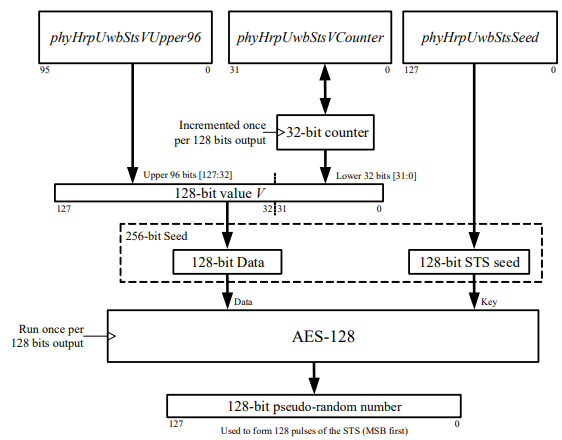 phyHrpUwbStsVUpper96 phyHrpUwbStsVCounter phyHrpUwbStsSeed
95 0 31 0 127 0
Incremented once
per 128 bits output
32-bit counter
Upper 96 bits [127:32] Lower 32 bits [31:0]
128-bit value V
127 32 31 0
256-bit Seed
128-bit Data 128-bit STS seed
Data Key
Run once per
128 bits output
AES-128
128-bit pseudo-random number
127 0
Used to form 128 pulses of the STS (MSB first)